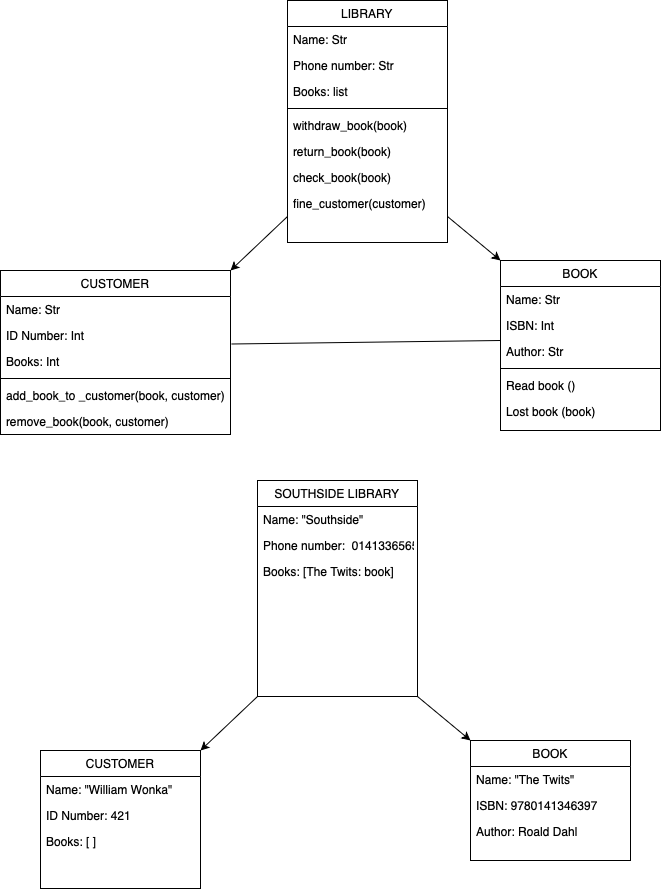 LIBRARY
Name: Str
Phone number: Str
Books: list
withdraw_book(book)
return_book(book)
check_book(book)
fine_customer(customer)
CUSTOMER
Name: Str
ID Number: Int
Books: Int
add_book_to _customer(book, customer)
remove_book(book, customer)
BOOK
Name: Str
ISBN: Int
Author: Str
Read book ()
Lost book (book)
SOUTHSIDE LIBRARY
Name: "Southside"
Phone number:  0141336565
Books: [The Twits: book]
CUSTOMER
Name: "William Wonka"
ID Number: 421
Books: [ ]
BOOK
Name: "The Twits"
ISBN: 9780141346397
Author: Roald Dahl